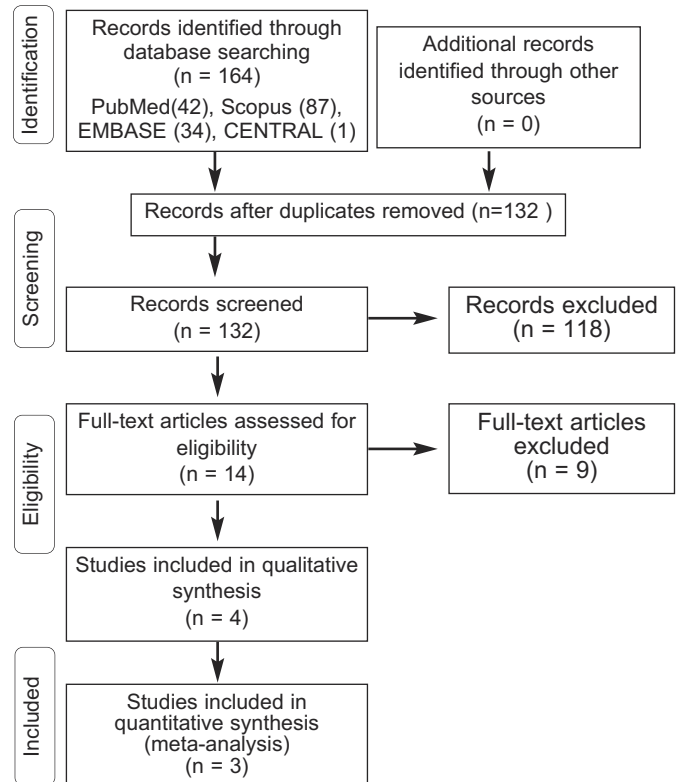 Identification
Records identified through
database searching
(n = 164)
PubMed(42), Scopus (87),
EMBASE (34), CENTRAL (1)
Additional records
identified through other
sources
(n = 0)
Records after duplicates removed (n=132 )
Screening
Records screened
(n = 132)
Records excluded
(n = 118)
Eligibility
Full-text articles assessed for
eligibility
(n = 14)
Full-text articles
excluded
(n = 9)
Studies included in qualitative
synthesis
(n = 4)
Included
Studies included in
quantitative synthesis
(meta-analysis)
(n = 3)